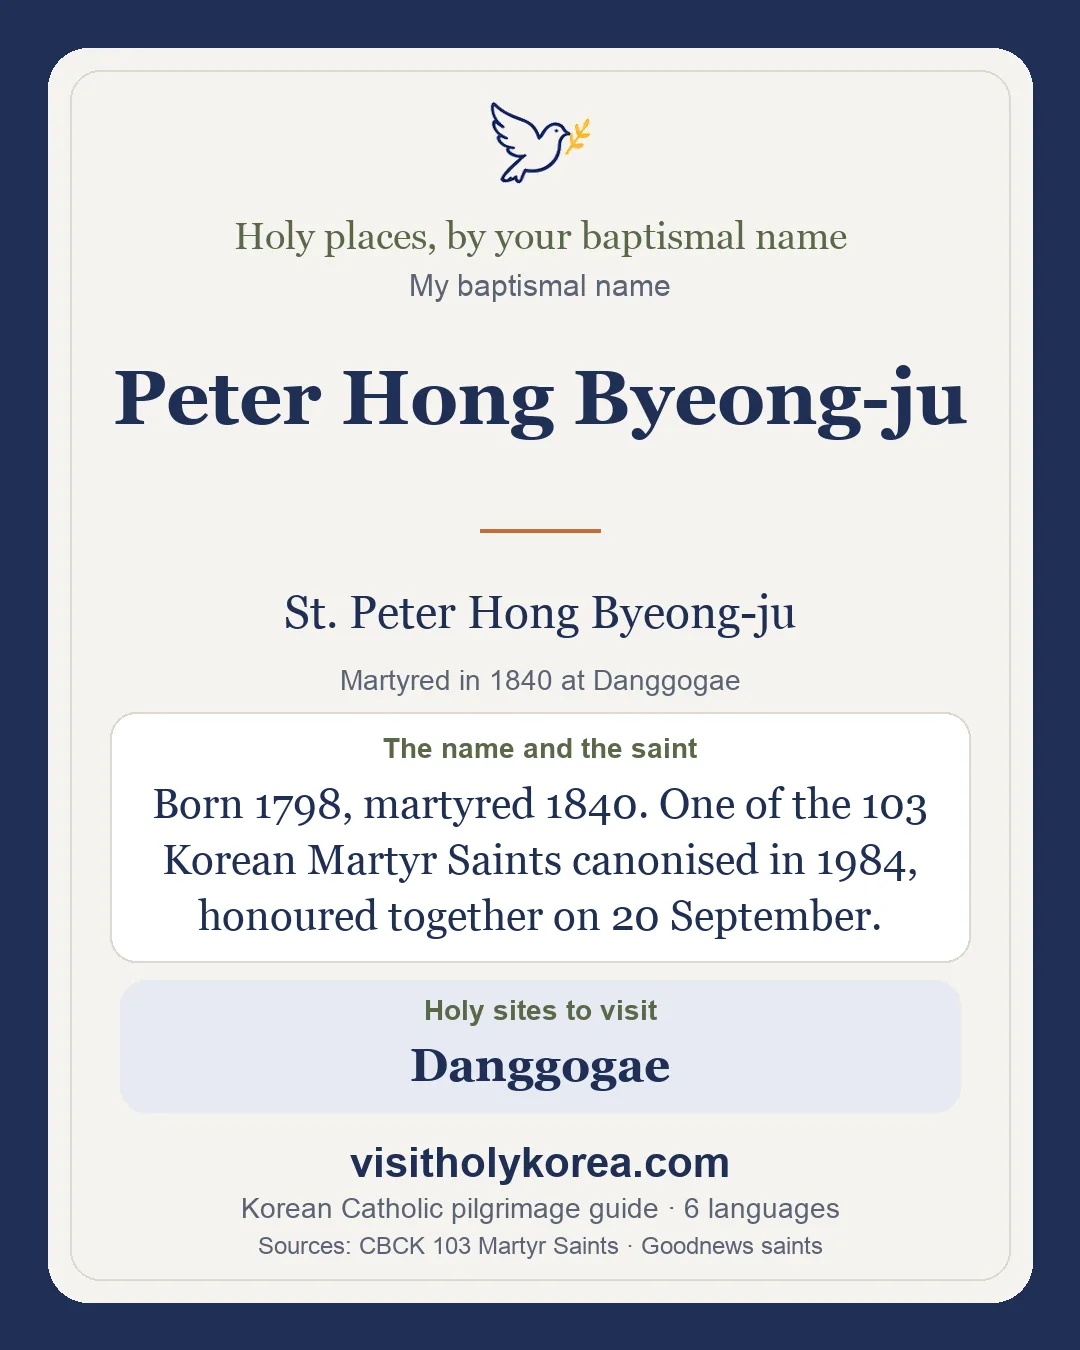 Holy places, by your baptismal name
My baptismal name
Peter Hong Byeong-ju
St. Peter Hong Byeong-ju
Martyred in 1840 at Danggogae
The name and the saint
Born 1798, martyred 1840. One of the 103
Korean Martyr Saints canonised in 1984,
honoured together on 20 September.
Holy sites to visit
Danggogae
visitholykorea.com
Korean Catholic pilgrimage guide · 6 languages
Sources: CBCK 103 Martyr Saints · Goodnews saints